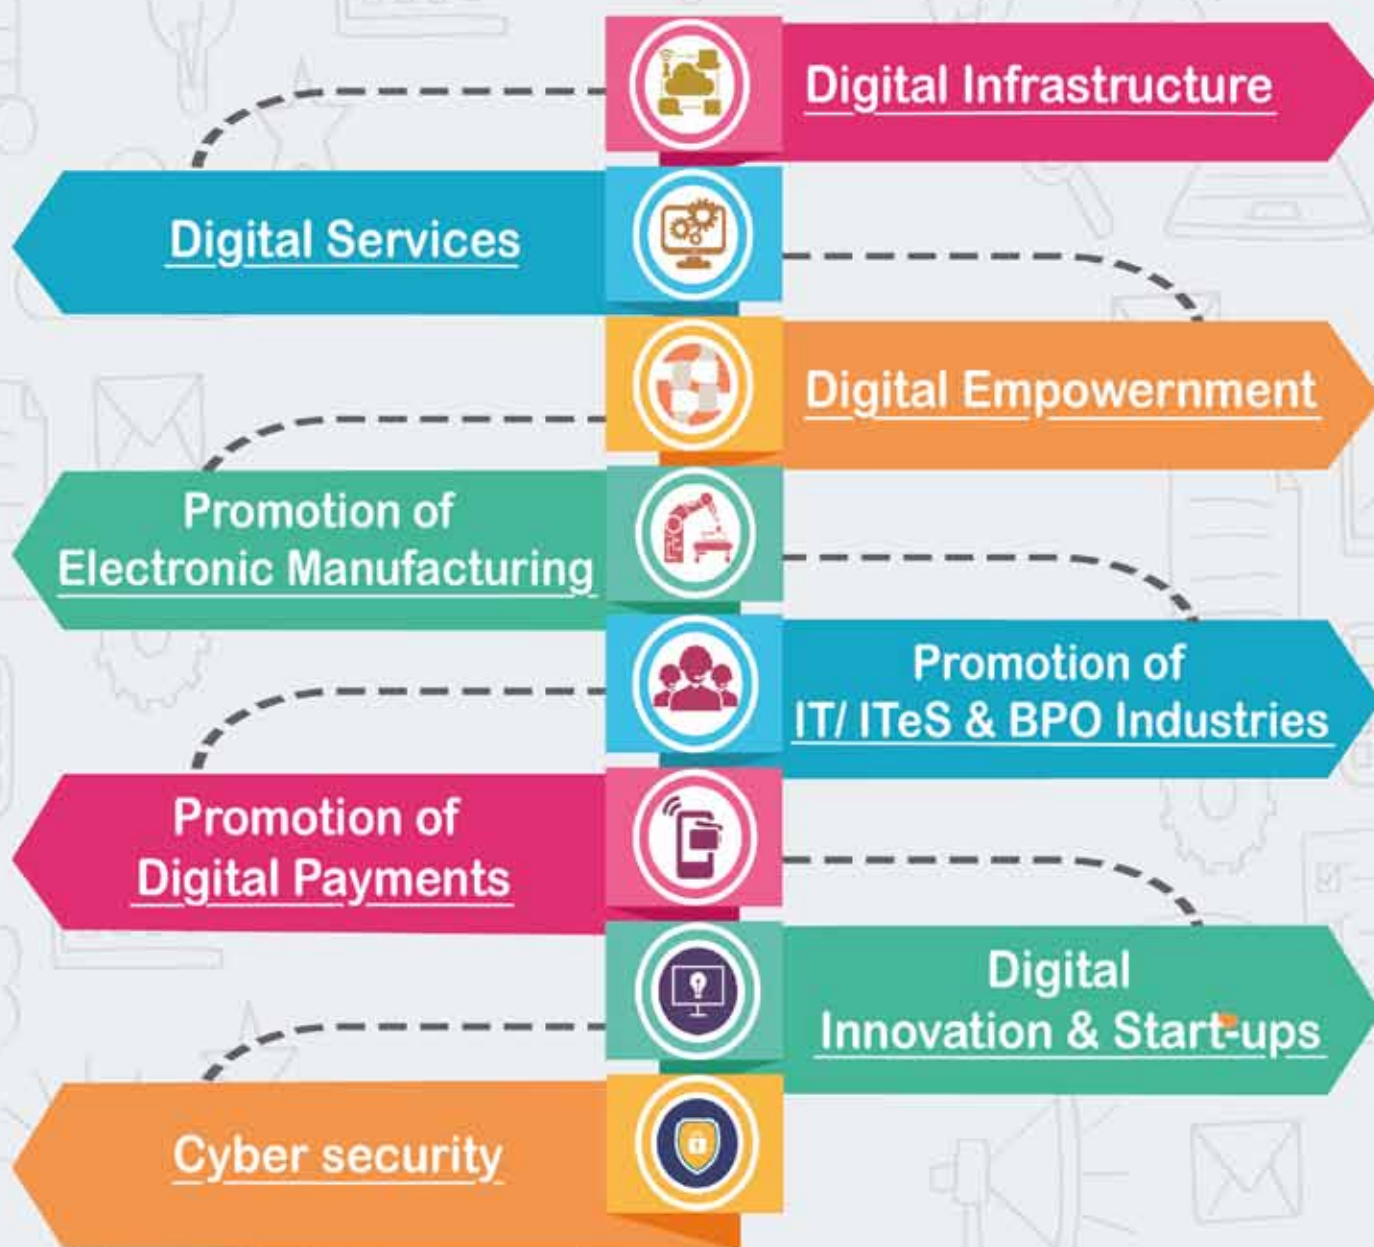 Digital Infrastructure
Digital Services
Digital Empowernment
Promotion of
Electronic Manufacturing
Promotion of
IT/ ITeS & BPO Industries
Promotion of
Digital Payments
Digital
Innovation & Start-ups
Cyber security